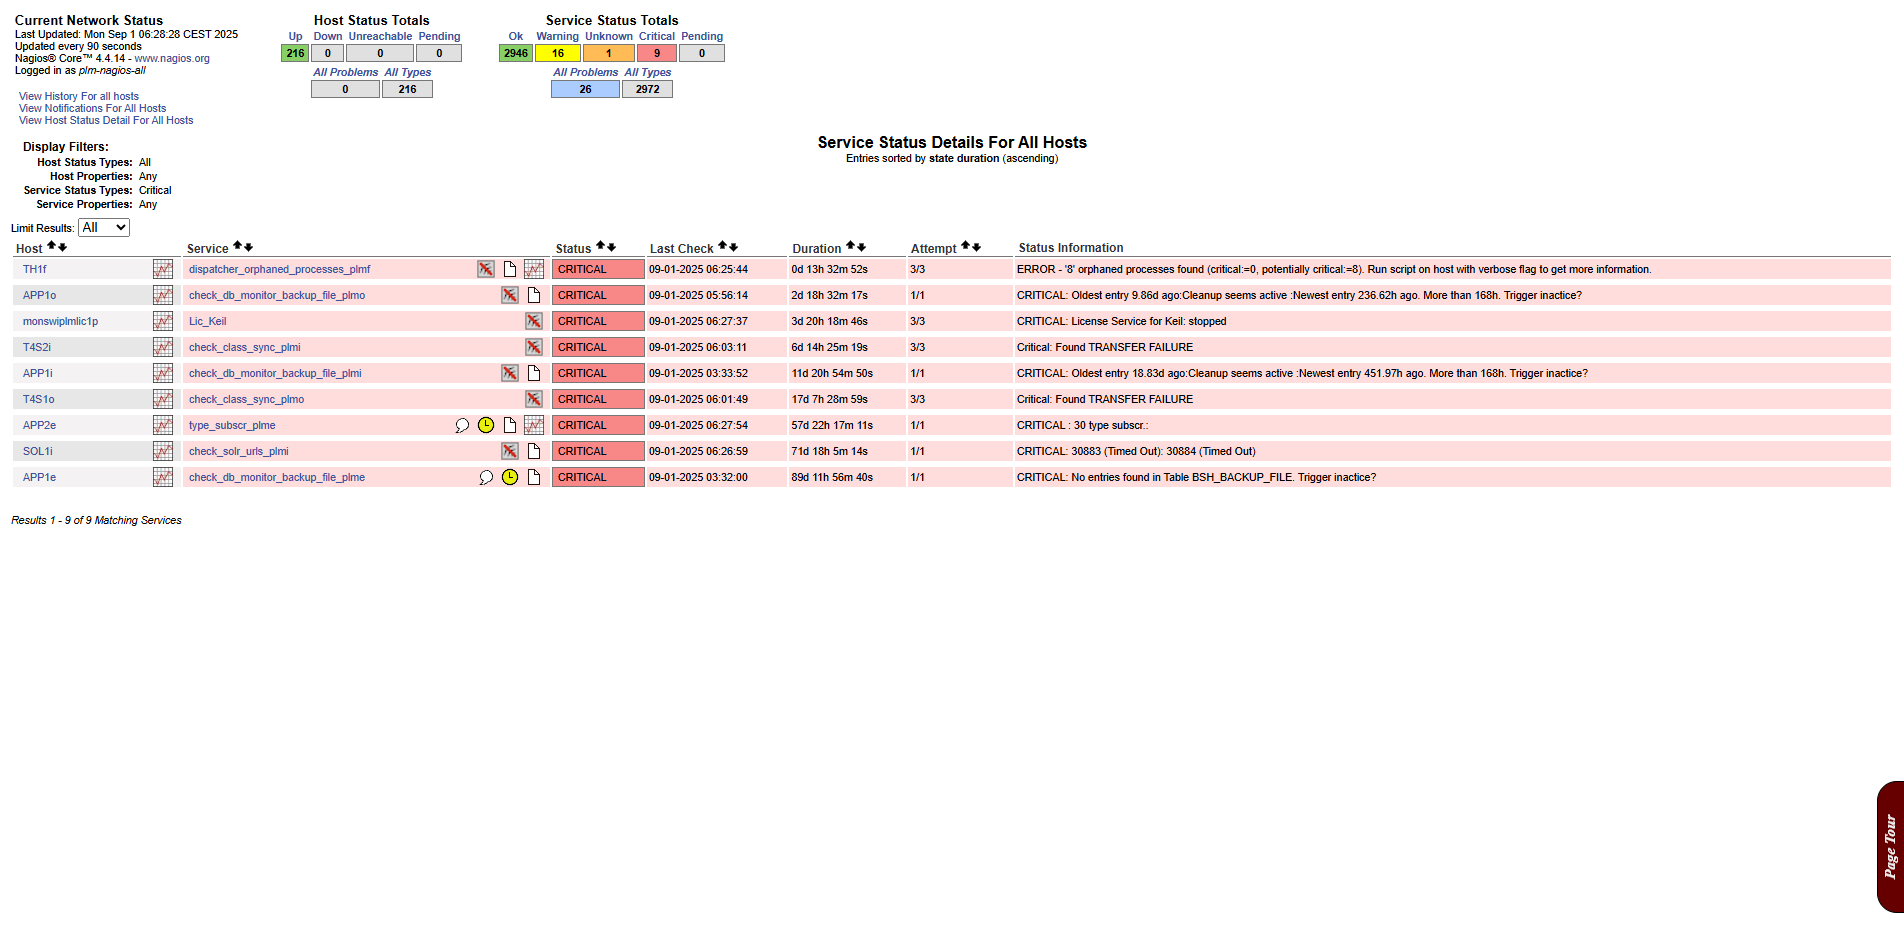 Current Network Status
Last Updated: Mon Sep 1 06:28:28 CEST 2025
Updated every 90 seconds
Nagios® Core™ 4.4.14 - www.nagios.org
Logged in as plm-nagios-all
View History For all hosts
View Notifications For All Hosts
View Host Status Detail For All Hosts
Host Status Totals
Up Down Unreachable Pending
216 0 0 0
All Problems All Types
0 216
Service Status Totals
Ok Warning Unknown Critical Pending
2946 16 1 9 0
All Problems All Types
26 2972
Display Filters:
Host Status Types: All
Host Properties: Any
Service Status Types: Critical
Service Properties: Any
Service Status Details For All Hosts
Entries sorted by state duration (ascending)
Limit Results: All
Host Service Status Last Check Duration Attempt Status Information
TH1f dispatcher_orphaned_processes_plmf CRITICAL 09-01-2025 06:25:44 0d 13h 32m 52s 3/3 ERROR - '8' orphaned processes found (critical:=0, potentially critical:=8). Run script on host with verbose flag to get more information.
APP1o check_db_monitor_backup_file_plmo CRITICAL 09-01-2025 05:56:14 2d 18h 32m 17s 1/1 CRITICAL: Oldest entry 9.86d ago:Cleanup seems active :Newest entry 236.62h ago. More than 168h. Trigger inactice?
monswiplmlic1p Lic_Keil CRITICAL 09-01-2025 06:27:37 3d 20h 18m 46s 3/3 CRITICAL: License Service for Keil: stopped
T4S2i check_class_sync_plmi CRITICAL 09-01-2025 06:03:11 6d 14h 25m 19s 3/3 Critical: Found TRANSFER FAILURE
APP1i check_db_monitor_backup_file_plmi CRITICAL 09-01-2025 03:33:52 11d 20h 54m 50s 1/1 CRITICAL: Oldest entry 18.83d ago:Cleanup seems active :Newest entry 451.97h ago. More than 168h. Trigger inactice?
T4S1o check_class_sync_plmo CRITICAL 09-01-2025 06:01:49 17d 7h 28m 59s 3/3 Critical: Found TRANSFER FAILURE
APP2e type_subscr_plme CRITICAL 09-01-2025 06:27:54 57d 22h 17m 11s 1/1 CRITICAL : 30 type subscr.:
SOL1i check_solr_urls_plmi CRITICAL 09-01-2025 06:26:59 71d 18h 5m 14s 1/1 CRITICAL: 30883 (Timed Out): 30884 (Timed Out)
APP1e check_db_monitor_backup_file_plme CRITICAL 09-01-2025 03:32:00 89d 11h 56m 40s 1/1 CRITICAL: No entries found in Table BSH_BACKUP_FILE. Trigger inactice?
Results 1 - 9 of 9 Matching Services
Page Tour